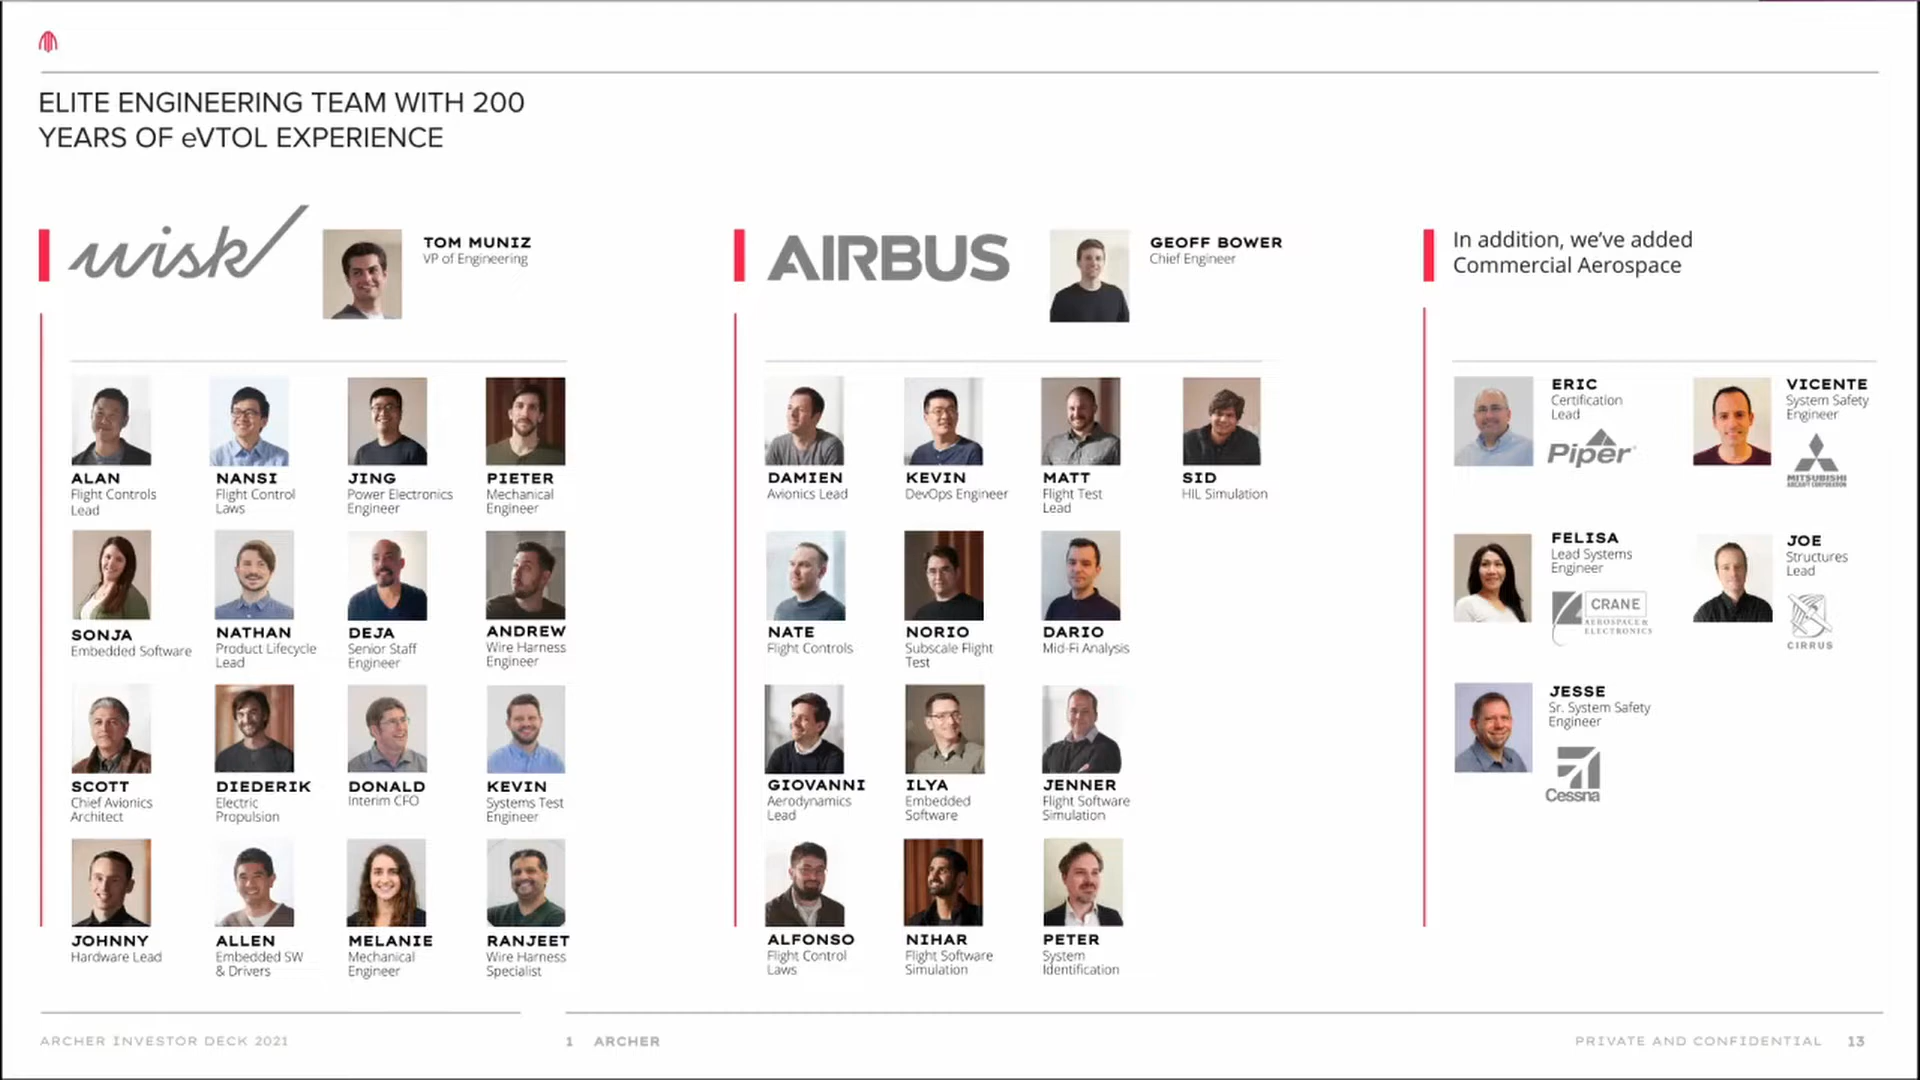 ELITE ENGINEERING TEAM WITH 200
YEARS OF eVTOL EXPERIENCE
wisk
TOM MUNIZ
VP of Engineering
ALAN
Flight Controls
Lead
NANSI
Flight Control
Laws
JING
Power Electronics
Engineer
PIETER
Mechanical
Engineer
SONJA
Embedded Software
NATHAN
Product Lifecycle
Lead
DEJA
Senior Staff
Engineer
ANDREW
Wire Harness
Engineer
SCOTT
Chief Avionics
Architect
DIEDERIK
Electric
Propulsion
DONALD
Interim CFO
KEVIN
Systems Test
Engineer
JOHNNY
Hardware Lead
ALLEN
Embedded SW
& Drivers
MELANIE
Mechanical
Engineer
RANJEET
Wire Harness
Specialist
AIRBUS
GEOFF BOWER
Chief Engineer
DAMIEN
Avionics Lead
KEVIN
DevOps Engineer
MATT
Flight Test
Lead
SID
HIL Simulation
NATE
Flight Controls
NORIO
Subscale Flight
Test
DARIO
Mid-Fi Analysis
GIOVANNI
Aerodynamics
Lead
ILYA
Embedded
Software
JENNER
Flight Software
Simulation
ALFONSO
Flight Control
Laws
NIHAR
Flight Software
Simulation
PETER
System
Identification
In addition, we've added
Commercial Aerospace
ERIC
Certification
Lead
Piper
VICENTE
System Safety
Engineer
MITSUBISHI
AIRCRAFT CORPORATION
FELISA
Lead Systems
Engineer
CRANE
AEROSPACE &
ELECTRONICS
JOE
Structures
Lead
CIRRUS
JESSE
Sr. System Safety
Engineer
Cessna
ARCHER INVESTOR DECK 2021
1 ARCHER
PRIVATE AND CONFIDENTIAL 13